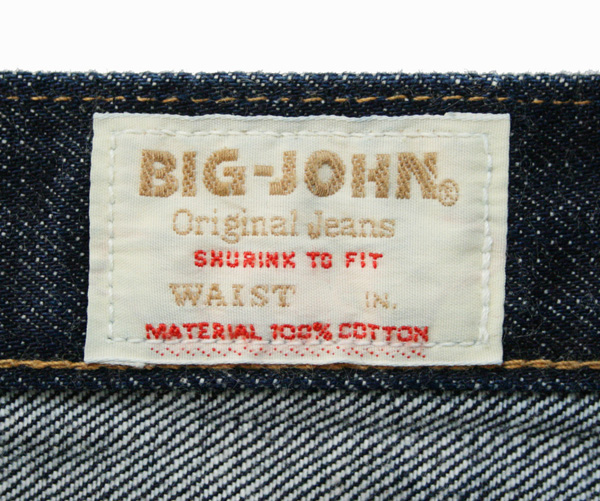 BIG-JOHN®
Original Jeans
SHURINK TO FIT
WAIST IN.
MATERIAL 100% COTTON